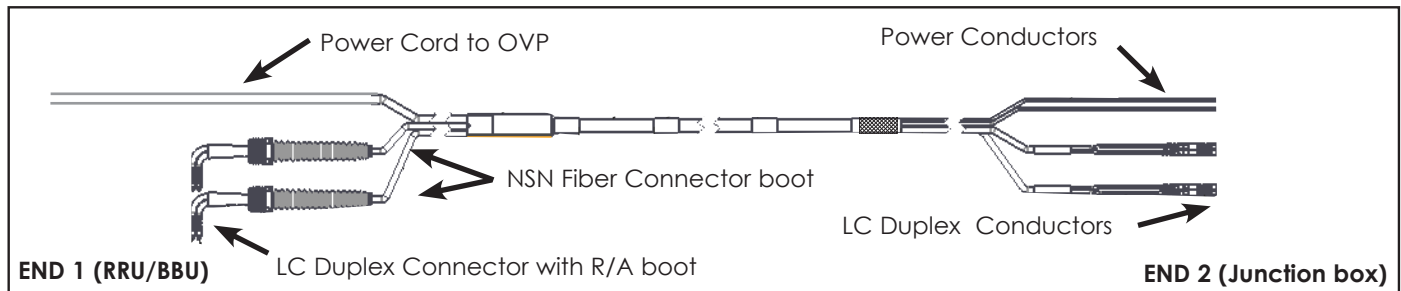 Power Cord to OVP
Power Conductors
NSN Fiber Connector boot
LC Duplex Conductors
LC Duplex Connector with R/A boot
END 1 (RRU/BBU)
END 2 (Junction box)